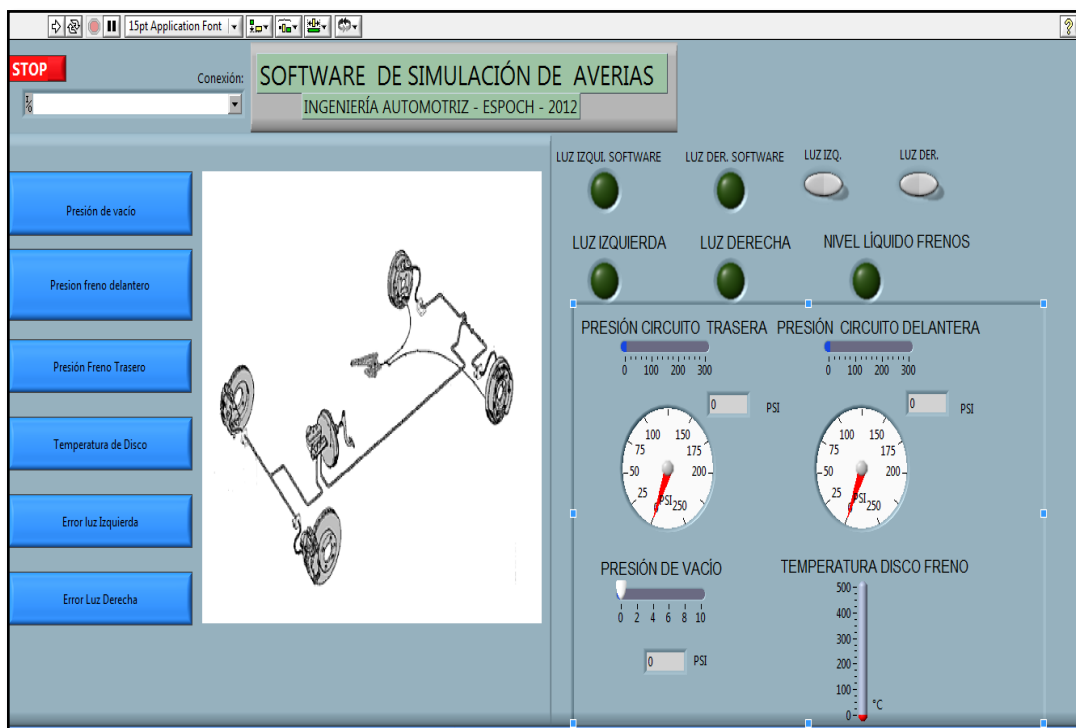 15pt Application Font
?
STOP
Conexión:
SOFTWARE DE SIMULACIÓN DE AVERIAS
INGENIERÍA AUTOMOTRIZ - ESPOCH - 2012
Presión de vacío
Presion freno delantero
Presión Freno Trasero
Temperatura de Disco
Error luz Izquierda
Error Luz Derecha
LUZ IZQUI. SOFTWARE LUZ DER. SOFTWARE LUZ IZQ. LUZ DER.
LUZ IZQUIERDA LUZ DERECHA NIVEL LÍQUIDO FRENOS
PRESIÓN CIRCUITO TRASERA PRESIÓN CIRCUITO DELANTERA
0 100 200 300 0 100 200 300
0 PSI 0 PSI
0 25 50 75 100 150 175 200 250 PSI
0 25 50 75 100 150 175 200 250 PSI
PRESIÓN DE VACÌO
0 2 4 6 8 10
0 PSI
TEMPERATURA DISCO FRENO
500
400
300
200
100
0
°C